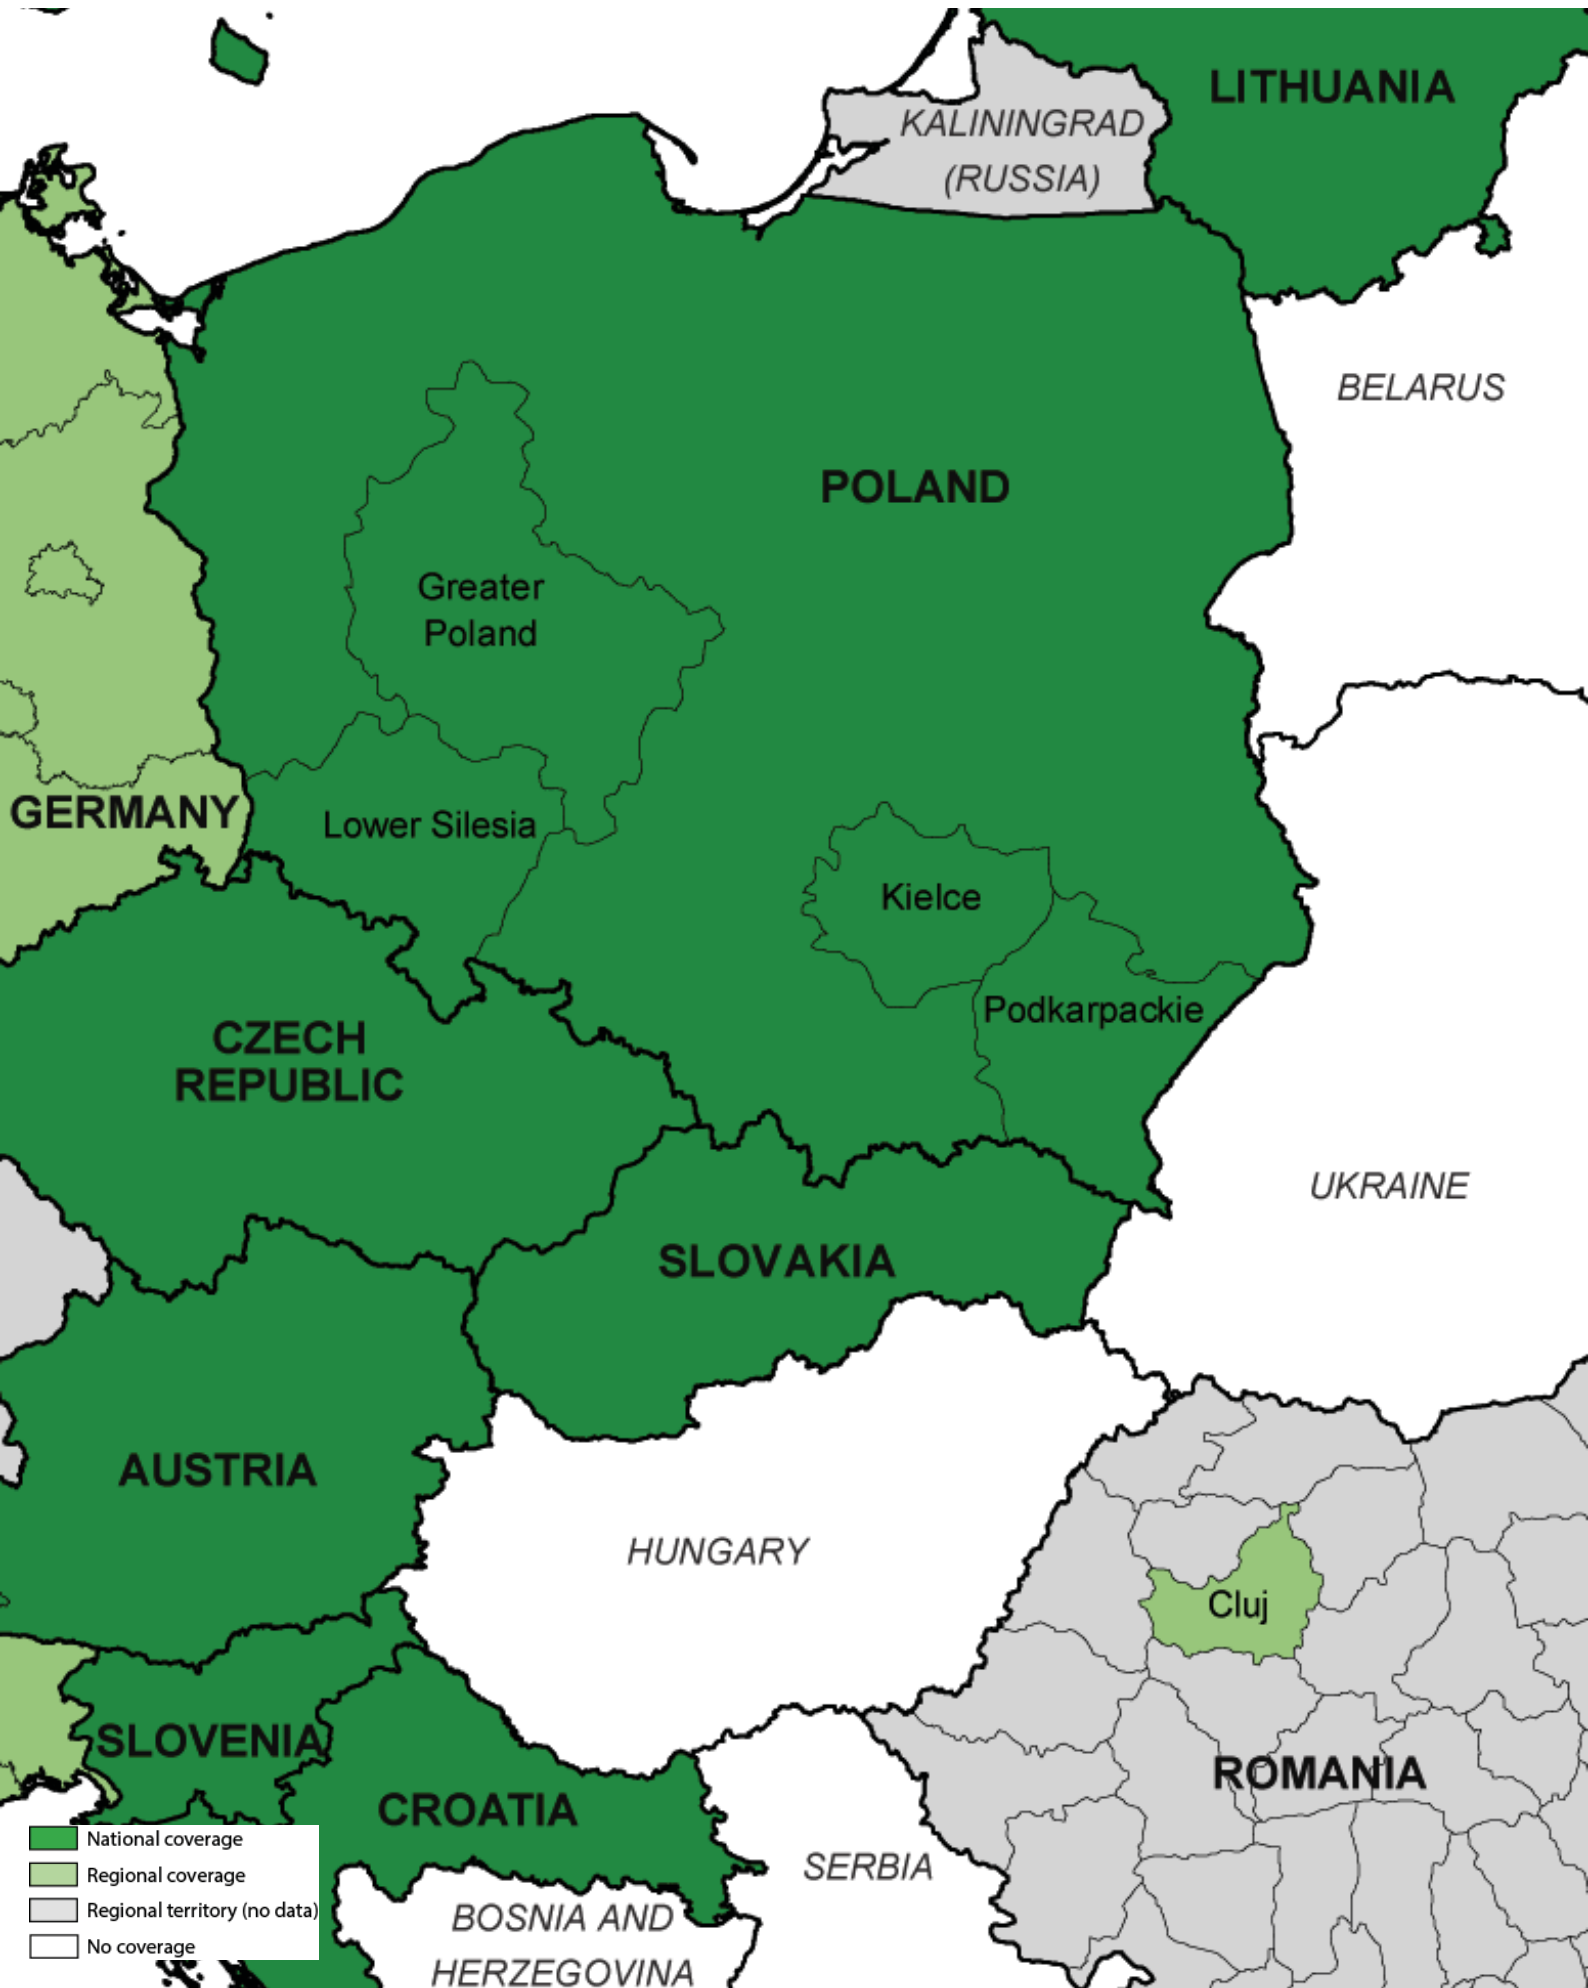 LITHUANIA
KALININGRAD
(RUSSIA)
BELARUS
POLAND
Greater
Poland
GERMANY
Lower Silesia
Kielce
Podkarpackie
CZECH
REPUBLIC
UKRAINE
SLOVAKIA
AUSTRIA
HUNGARY
Cluj
SLOVENIA
ROMANIA
CROATIA
SERBIA
BOSNIA AND
HERZEGOVINA
National coverage
Regional coverage
Regional territory (no data)
No coverage